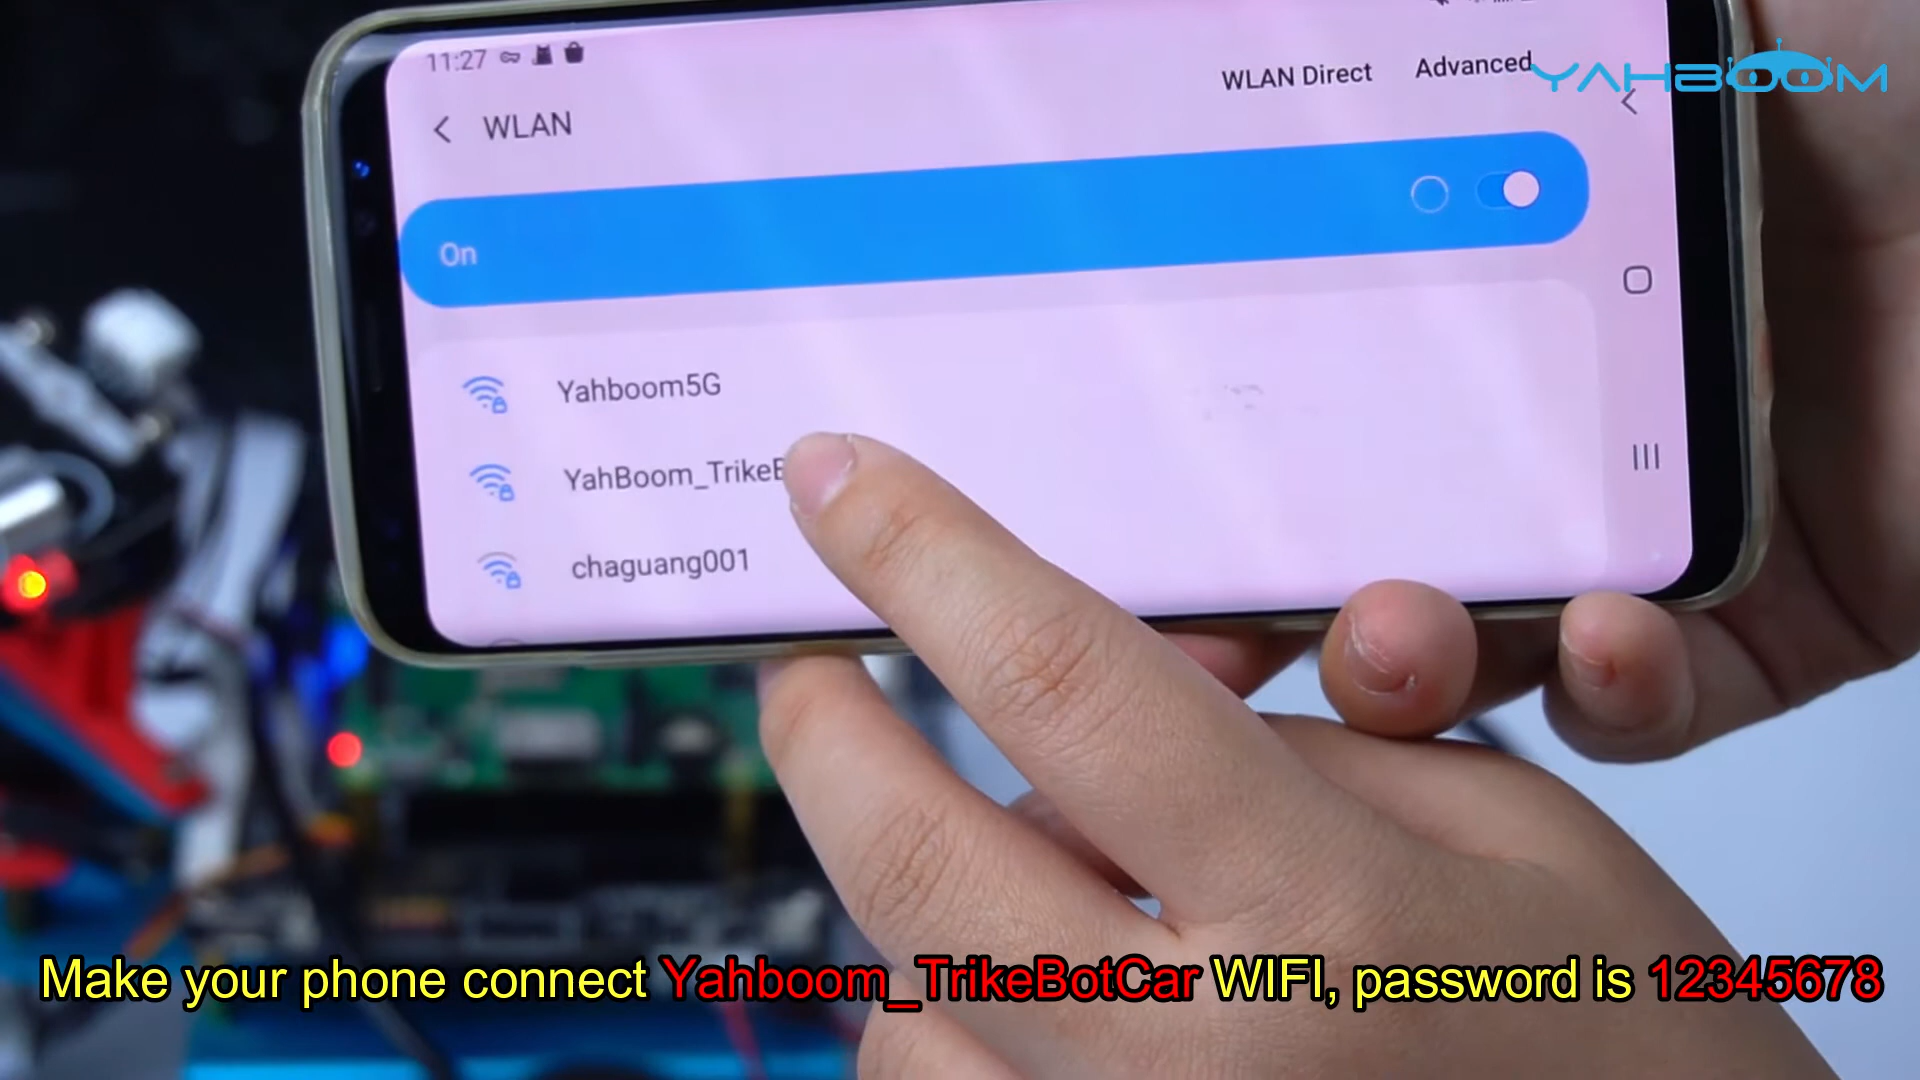 11:27
WLAN Direct
Advanced
YAHBOOM
WLAN
On
Yahboom5G
YahBoom_Trike
chaguang001
Make your phone connect Yahboom_TrikeBotCar WIFI, password is 12345678